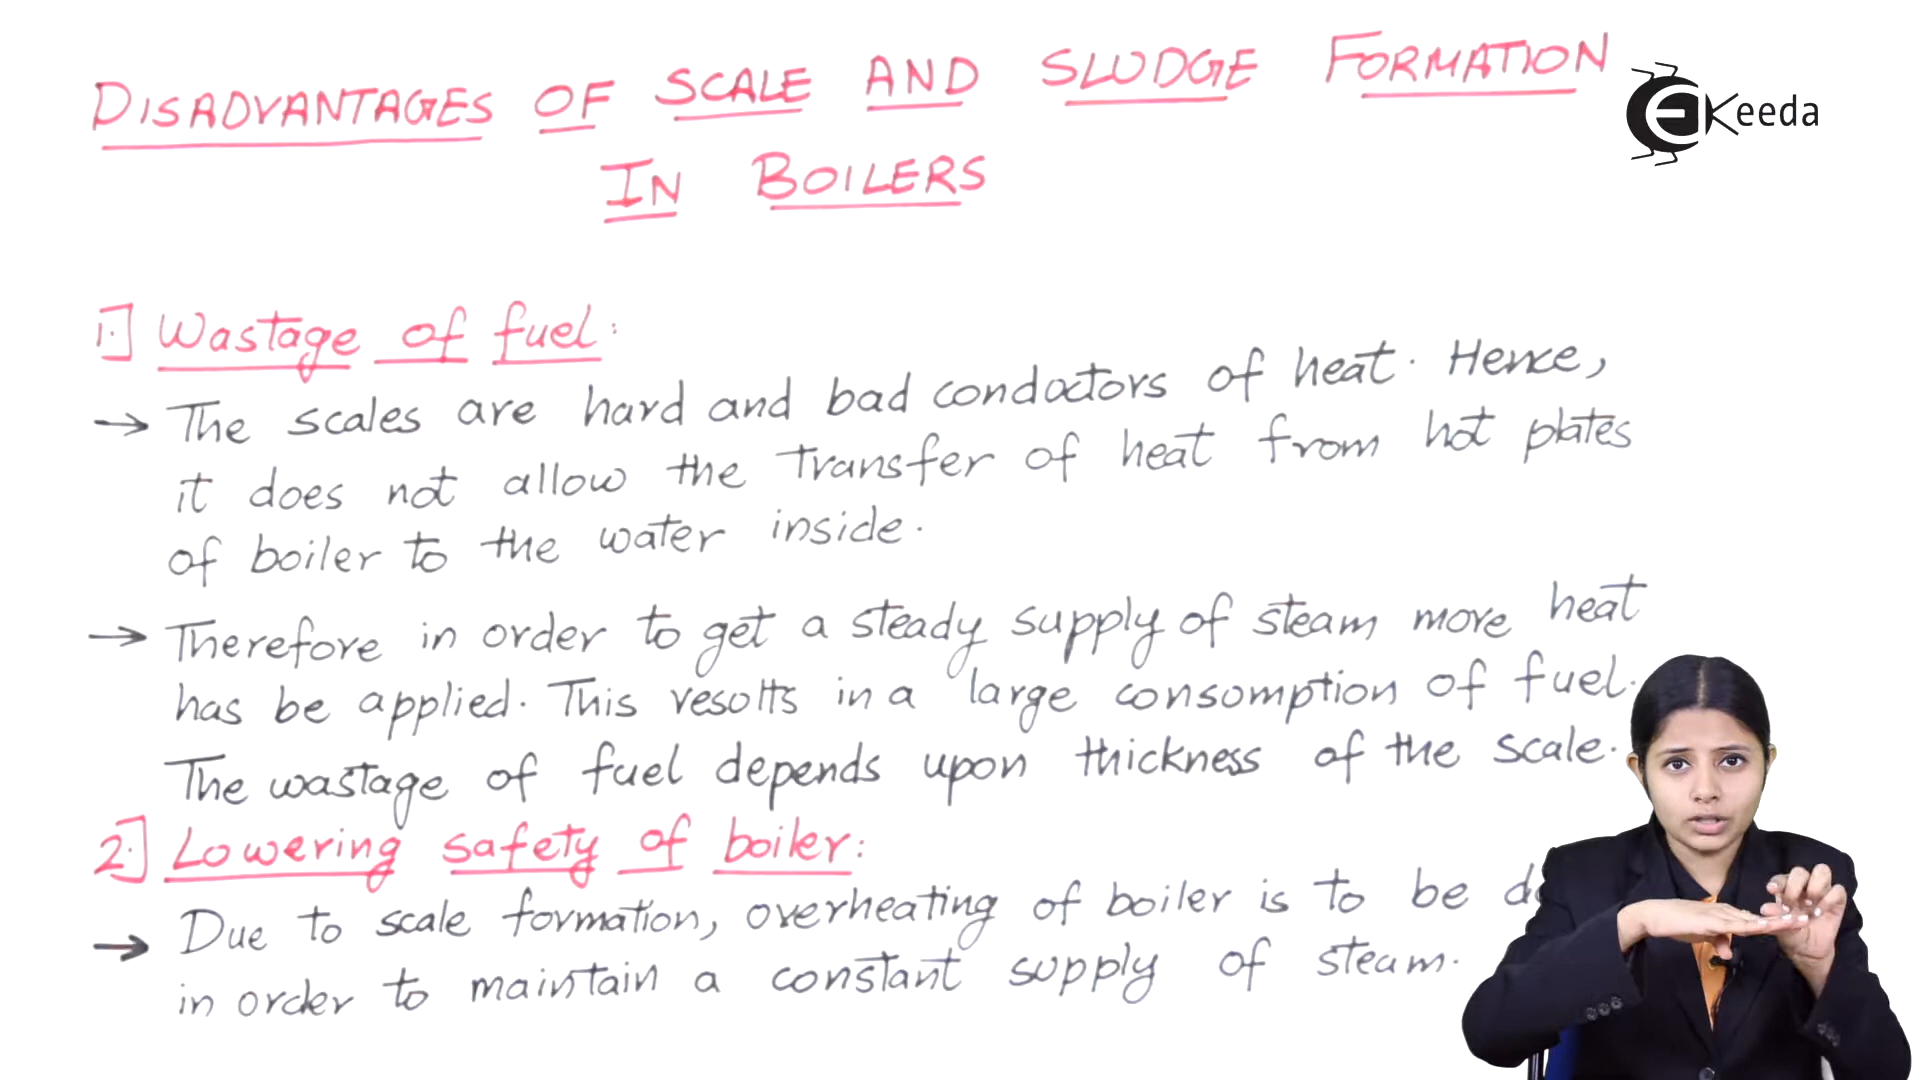 DISADVANTAGES OF SCALE AND SLUDGE FORMATION
IN BOILERS
EKeeda
1.] Wastage of fuel:
→ The scales are hard and bad conductors of heat. Hence,
it does not allow the transfer of heat from hot plates
of boiler to the water inside.
→ Therefore in order to get a steady supply of steam more heat
has be applied. This results in a large consumption of fuel.
The wastage of fuel depends upon thickness of the scale.
2.] Lowering safety of boiler:
→ Due to scale formation, overheating of boiler is to be
in order to maintain a constant supply of steam.